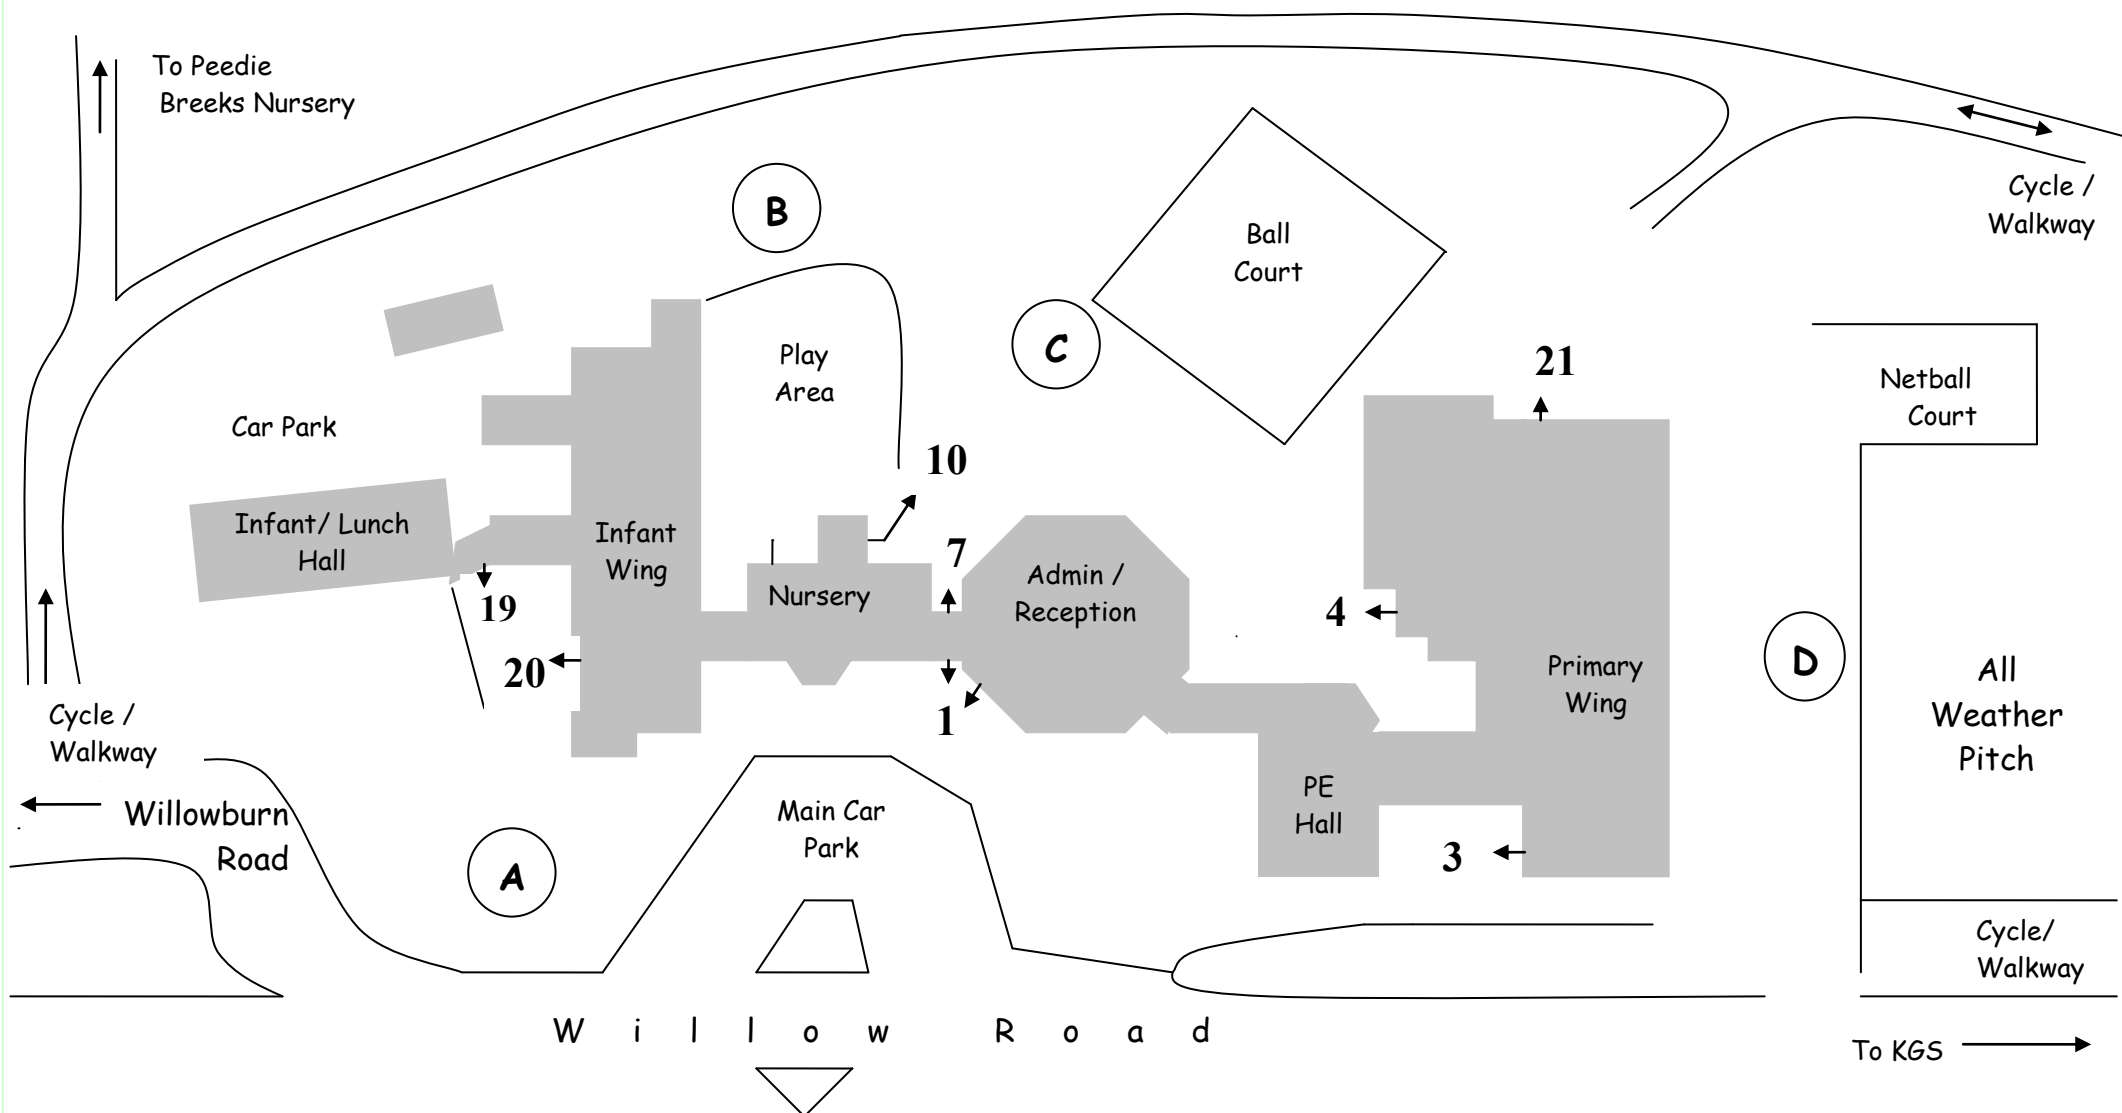 To Peedie
Breeks Nursery
B
Ball
Court
Cycle /
Walkway
C
Play
Area
21
Netball
Court
Car Park
10
Infant/ Lunch
Hall
Infant
Wing
7
Nursery
Admin /
Reception
19
4
20
1
Primary
Wing
D
All
Weather
Pitch
Cycle /
Walkway
Willowburn
Road
A
Main Car
Park
PE
Hall
3
Cycle/
Walkway
Willow Road
To KGS